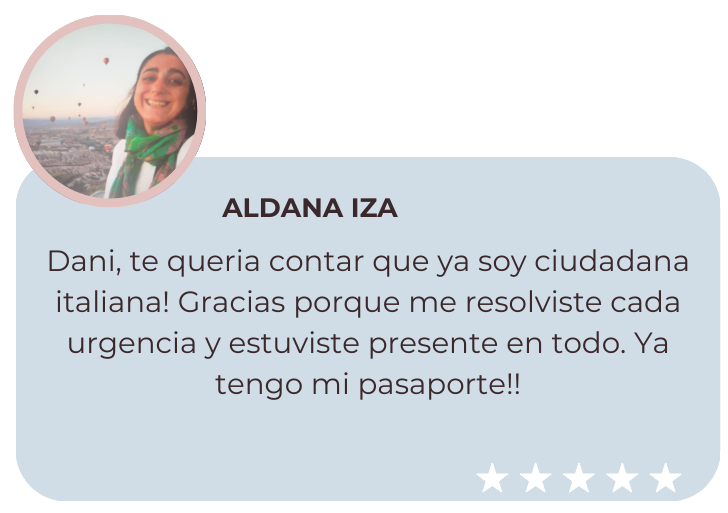 ALDANA IZA
Dani, te queria contar que ya soy ciudadana
italiana! Gracias porque me resolviste cada
urgencia y estuviste presente en todo. Ya
tengo mi pasaporte!!